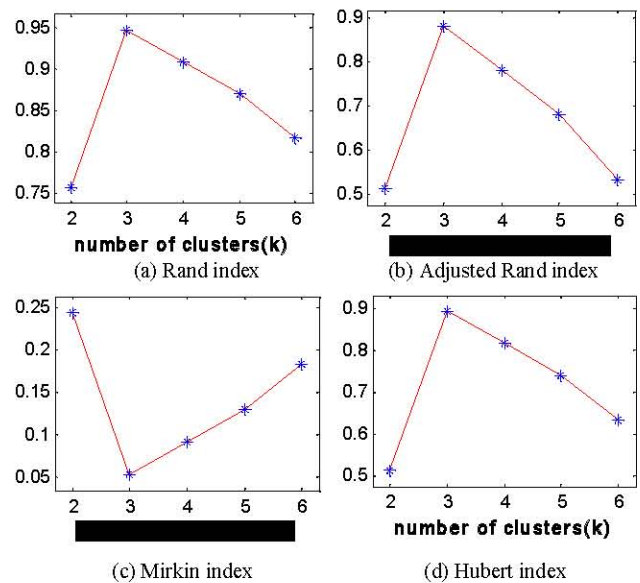 0.95
0.9
0.85
0.8
0.75
2 3 4 5 6
number of clusters(k)
(a) Rand index
0.9
0.8
0.7
0.6
0.5
2 3 4 5 6
(b) Adjusted Rand index
0.25
0.2
0.15
0.1
0.05
2 3 4 5 6
(c) Mirkin index
0.9
0.8
0.7
0.6
0.5
2 3 4 5 6
number of clusters(k)
(d) Hubert index